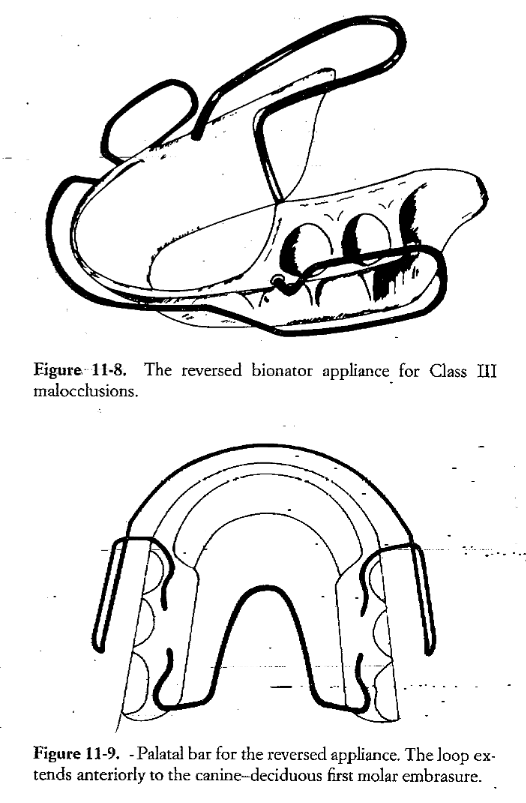 Figure 11-8. The reversed bionator appliance for Class III
malocclusions.
Figure 11-9. -Palatal bar for the reversed appliance. The loop ex-
tends anteriorly to the canine–deciduous first molar embrasure.